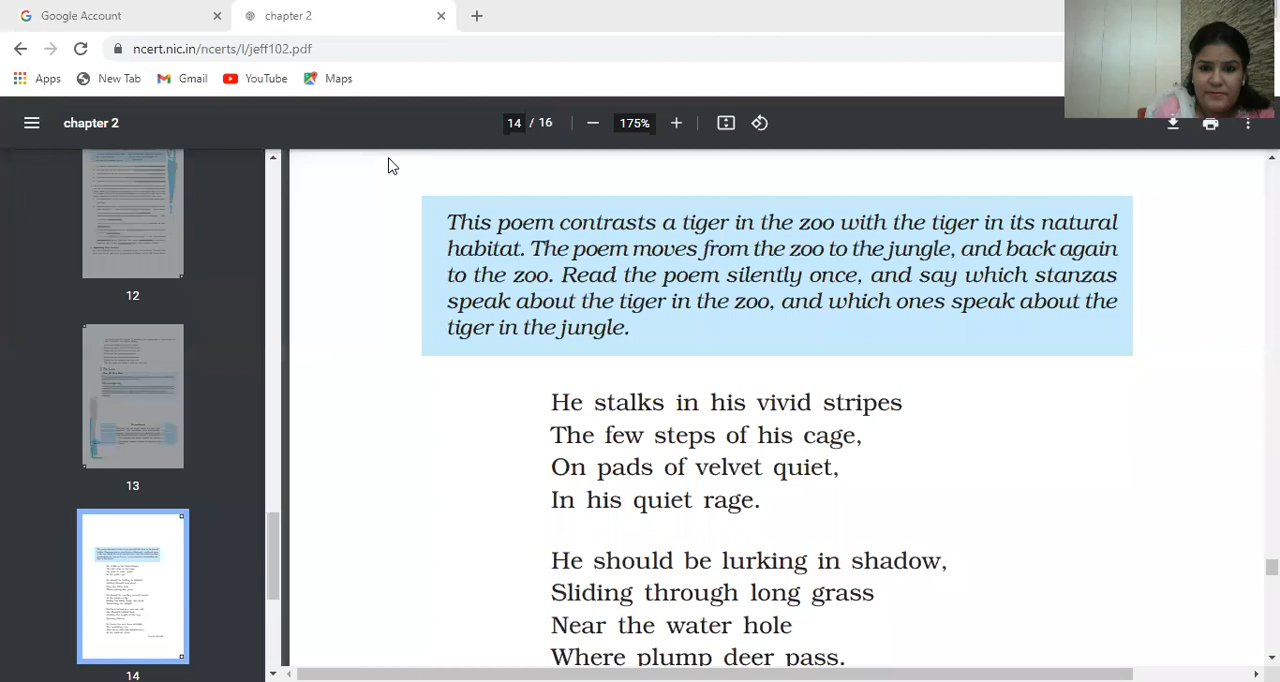 Google Account
chapter 2
ncert.nic.in/ncerts/l/jeff102.pdf
Apps New Tab Gmail YouTube Maps
chapter 2
14 / 16
175%
12
13
14
This poem contrasts a tiger in the zoo with the tiger in its natural
habitat. The poem moves from the zoo to the jungle, and back again
to the zoo. Read the poem silently once, and say which stanzas
speak about the tiger in the zoo, and which ones speak about the
tiger in the jungle.
He stalks in his vivid stripes
The few steps of his cage,
On pads of velvet quiet,
In his quiet rage.
He should be lurking in shadow,
Sliding through long grass
Near the water hole
Where plump deer pass.